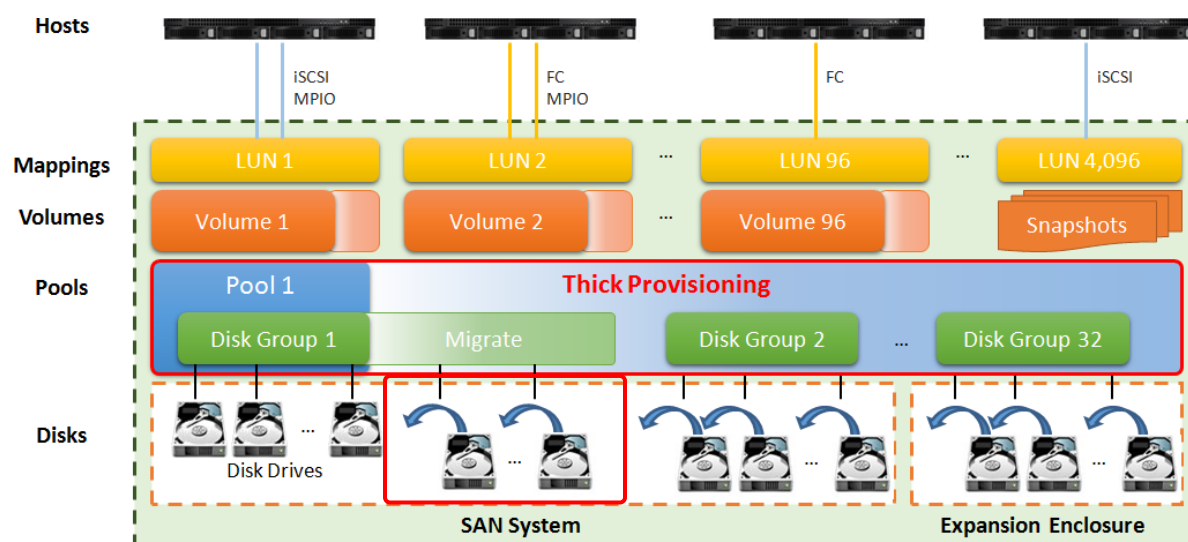 Hosts
iSCSI
MPIO
FC
MPIO
FC
iSCSI
Mappings
LUN 1
LUN 2
...
LUN 96
...
LUN 4,096
Volumes
Volume 1
Volume 2
...
Volume 96
Snapshots
Pools
Pool 1
Thick Provisioning
Disk Group 1
Migrate
Disk Group 2
...
Disk Group 32
Disks
...
...
...
...
Disk Drives
SAN System
Expansion Enclosure